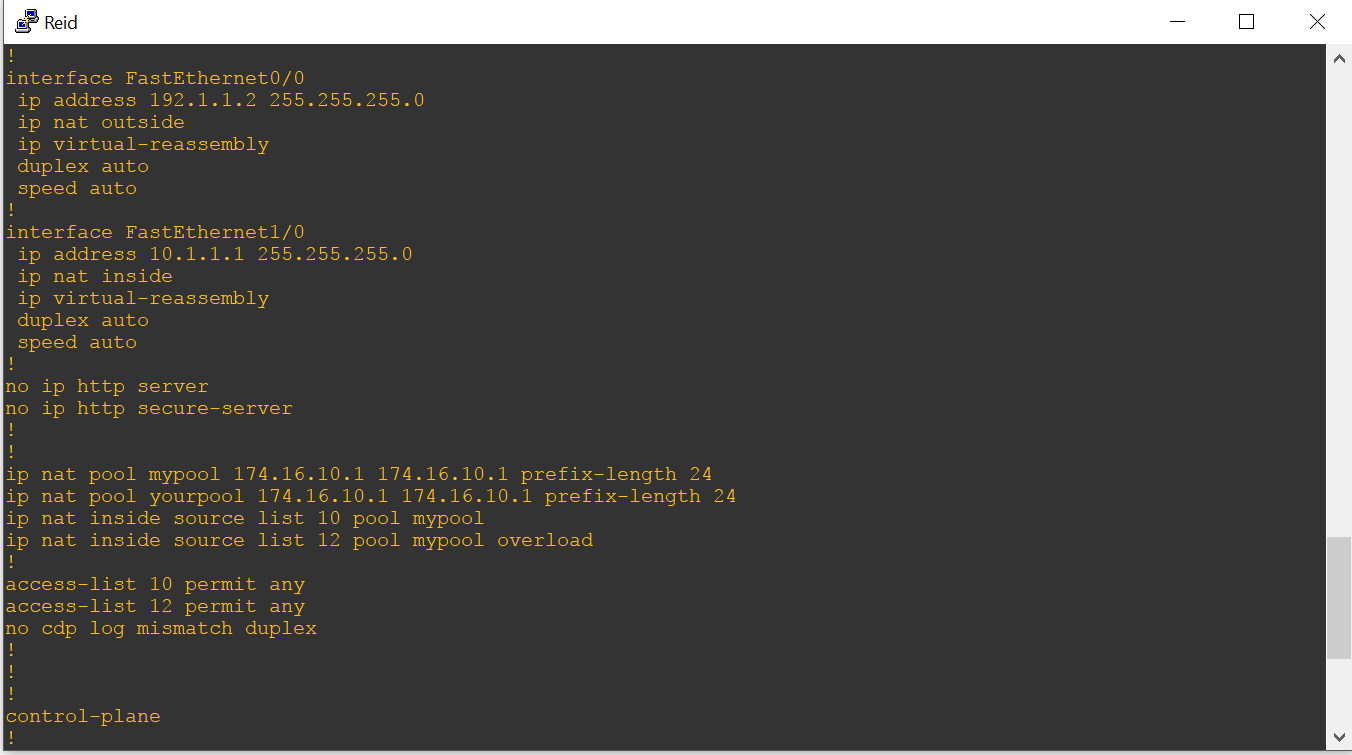 Reid
!
interface FastEthernet0/0
 ip address 192.1.1.2 255.255.255.0
 ip nat outside
 ip virtual-reassembly
 duplex auto
 speed auto
!
interface FastEthernet1/0
 ip address 10.1.1.1 255.255.255.0
 ip nat inside
 ip virtual-reassembly
 duplex auto
 speed auto
!
no ip http server
no ip http secure-server
!
!
ip nat pool mypool 174.16.10.1 174.16.10.1 prefix-length 24
ip nat pool yourpool 174.16.10.1 174.16.10.1 prefix-length 24
ip nat inside source list 10 pool mypool
ip nat inside source list 12 pool mypool overload
!
access-list 10 permit any
access-list 12 permit any
no cdp log mismatch duplex
!
!
!
control-plane
!